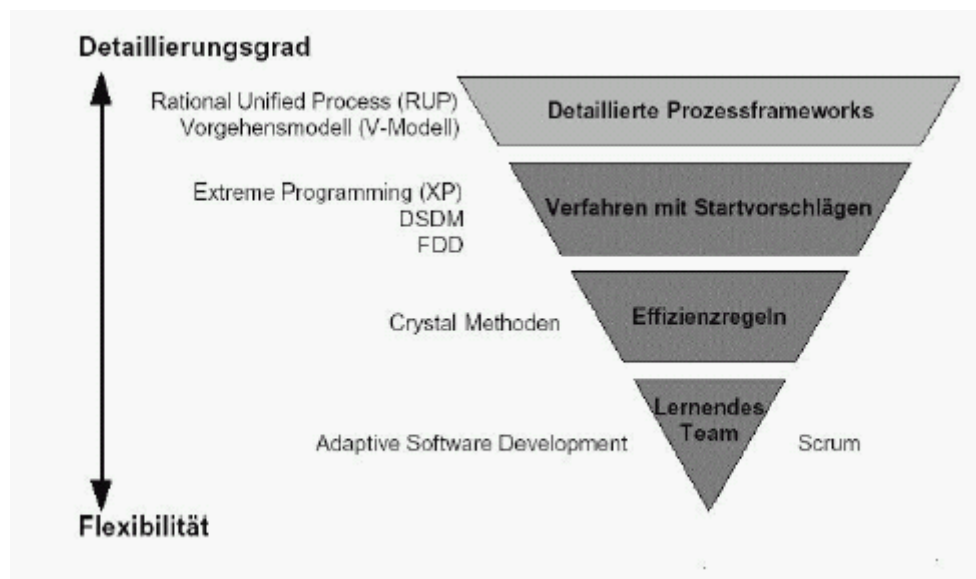 Detaillierungsgrad
Rational Unified Process (RUP)
Vorgehensmodell (V-Modell)
Detaillierte Prozessframeworks
Extreme Programming (XP)
DSDM
FDD
Verfahren mit Startvorschlägen
Crystal Methoden
Effizienzregeln
Lernendes
Team
Adaptive Software Development
Scrum
Flexibilität